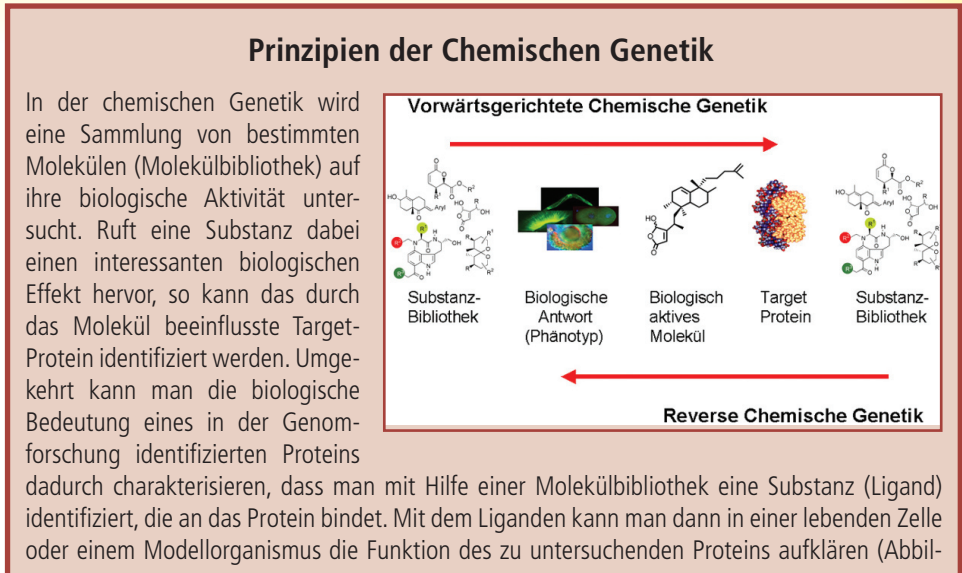 Prinzipien der Chemischen Genetik
In der chemischen Genetik wird
eine Sammlung von bestimmten
Molekülen (Molekülbibliothek) auf
ihre biologische Aktivität unter-
sucht. Ruft eine Substanz dabei
einen interessanten biologischen
Effekt hervor, so kann das durch
das Molekül beeinflusste Target-
Protein identifiziert werden. Umge-
kehrt kann man die biologische
Bedeutung eines in der Genom-
forschung identifizierten Proteins
dadurch charakterisieren, dass man mit Hilfe einer Molekülbibliothek eine Substanz (Ligand)
identifiziert, die an das Protein bindet. Mit dem Liganden kann man dann in einer lebenden Zelle
oder einem Modellorganismus die Funktion des zu untersuchenden Proteins aufklären (Abbil-
Vorwärtsgerichtete Chemische Genetik
Substanz-
Bibliothek
Biologische
Antwort
(Phänotyp)
Biologisch
aktives
Molekül
Target
Protein
Substanz-
Bibliothek
Reverse Chemische Genetik